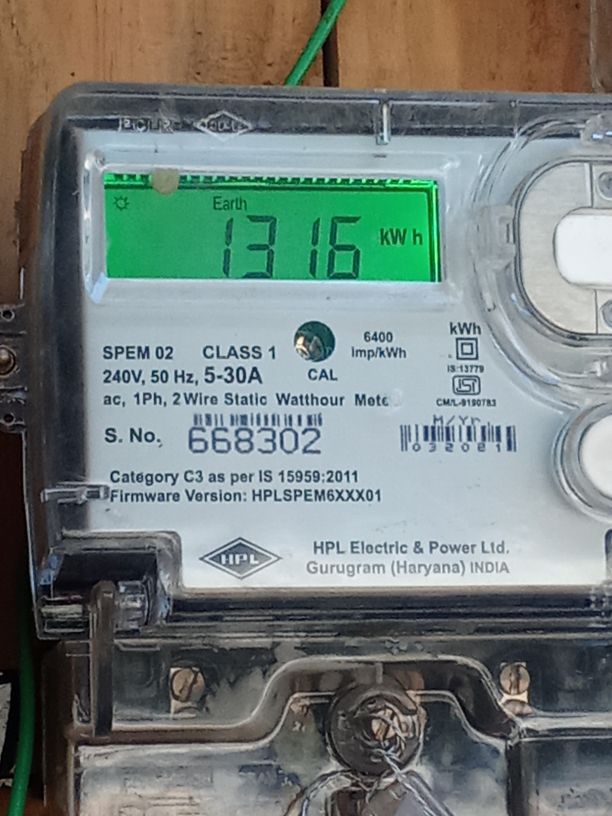 Earth
1316 kWh
SPEM 02 CLASS 1
6400 imp/kWh
kWh
240V, 50 Hz, 5-30A
CAL
IS:13779
ac, 1Ph, 2 Wire Static Watthour Mete
CM/L-9190783
S. No. 668302
M/Yr.
032021
Category C3 as per IS 15959:2011
Firmware Version: HPLSPEM6XXX01
HPL
HPL Electric & Power Ltd.
Gurugram (Haryana) INDIA